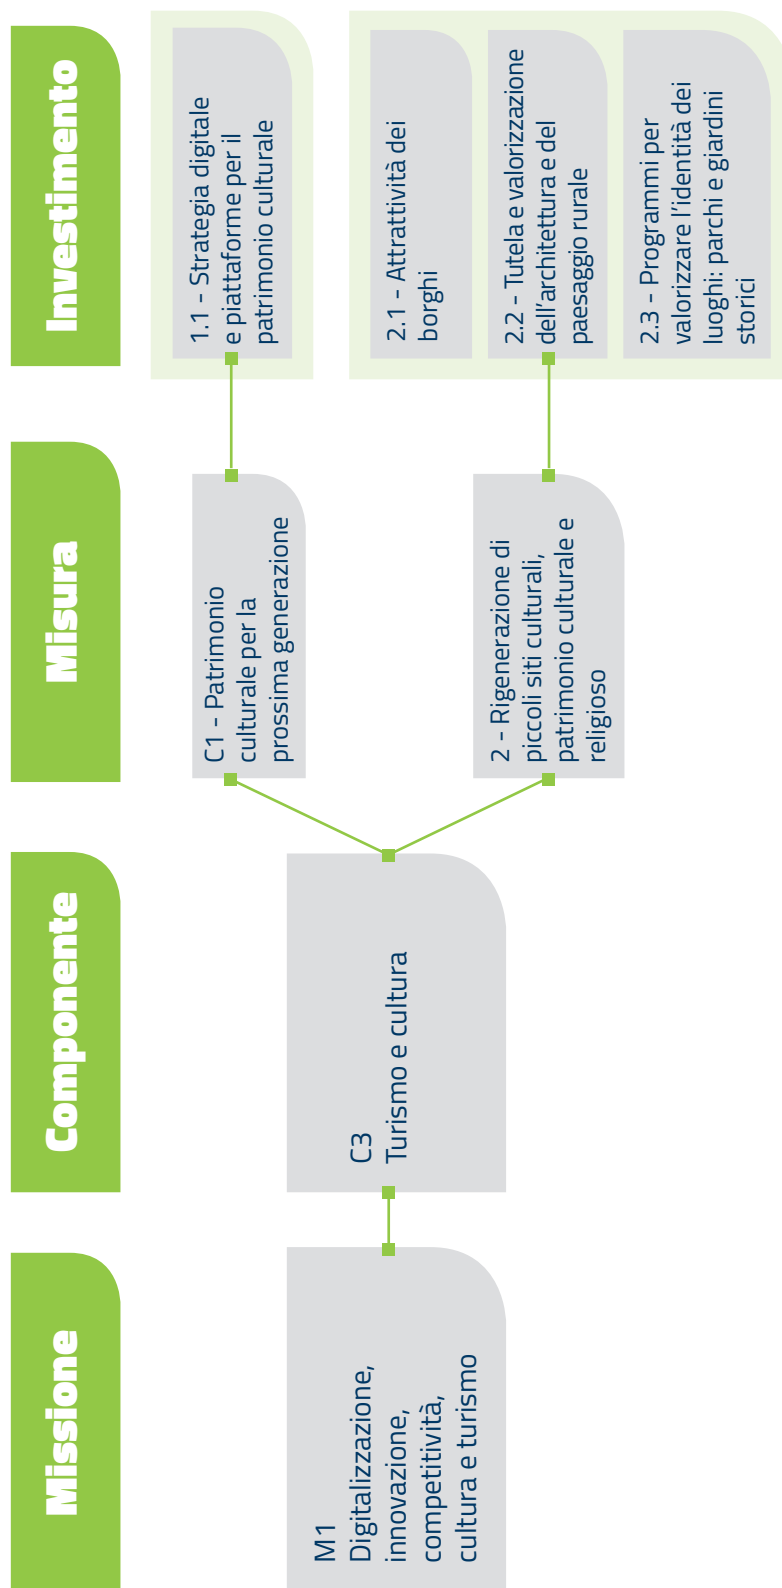 Missione
Componente
Misura
Investimento
M1
Digitalizzazione,
innovazione,
competitività,
cultura e turismo
C3
Turismo e cultura
C1 - Patrimonio
culturale per la
prossima generazione
2 - Rigenerazione di
piccoli siti culturali,
patrimonio culturale e
religioso
1.1 - Strategia digitale
e piattaforme per il
patrimonio culturale
2.1 - Attrattività dei
borghi
2.2 - Tutela e valorizzazione
dell'architettura e del
paesaggio rurale
2.3 - Programmi per
valorizzare l'identità dei
luoghi: parchi e giardini
storici